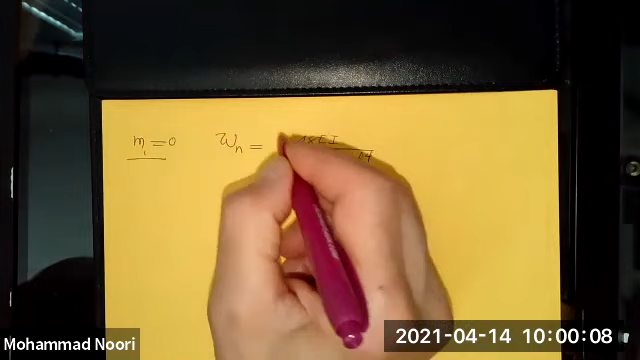 m₁ = 0 ωₙ =
Mohammad Noori
2021-04-14 10:00:08